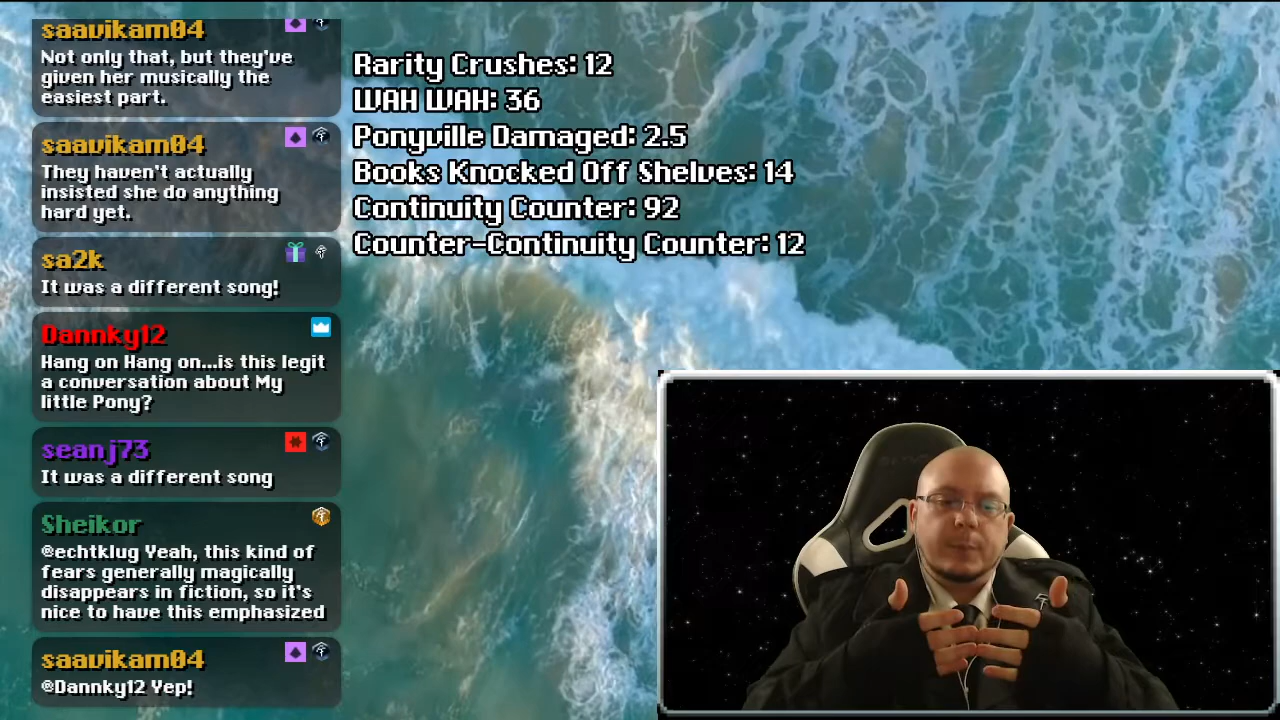 saavikam04
Not only that, but they've
given her musically the
easiest part.
saavikam04
They haven't actually
insisted she do anything
hard yet.
sa2k
It was a different song!
Dannky12
Hang on Hang on...is this legit
a conversation about My
little Pony?
seanj73
It was a different song
Sheikor
@echtklug Yeah, this kind of
fears generally magically
disappears in fiction, so it's
nice to have this emphasized
saavikam04
@Dannky12 Yep!
Rarity Crushes: 12
WAH WAH: 36
Ponyville Damaged: 2.5
Books Knocked Off Shelves: 14
Continuity Counter: 92
Counter-Continuity Counter: 12